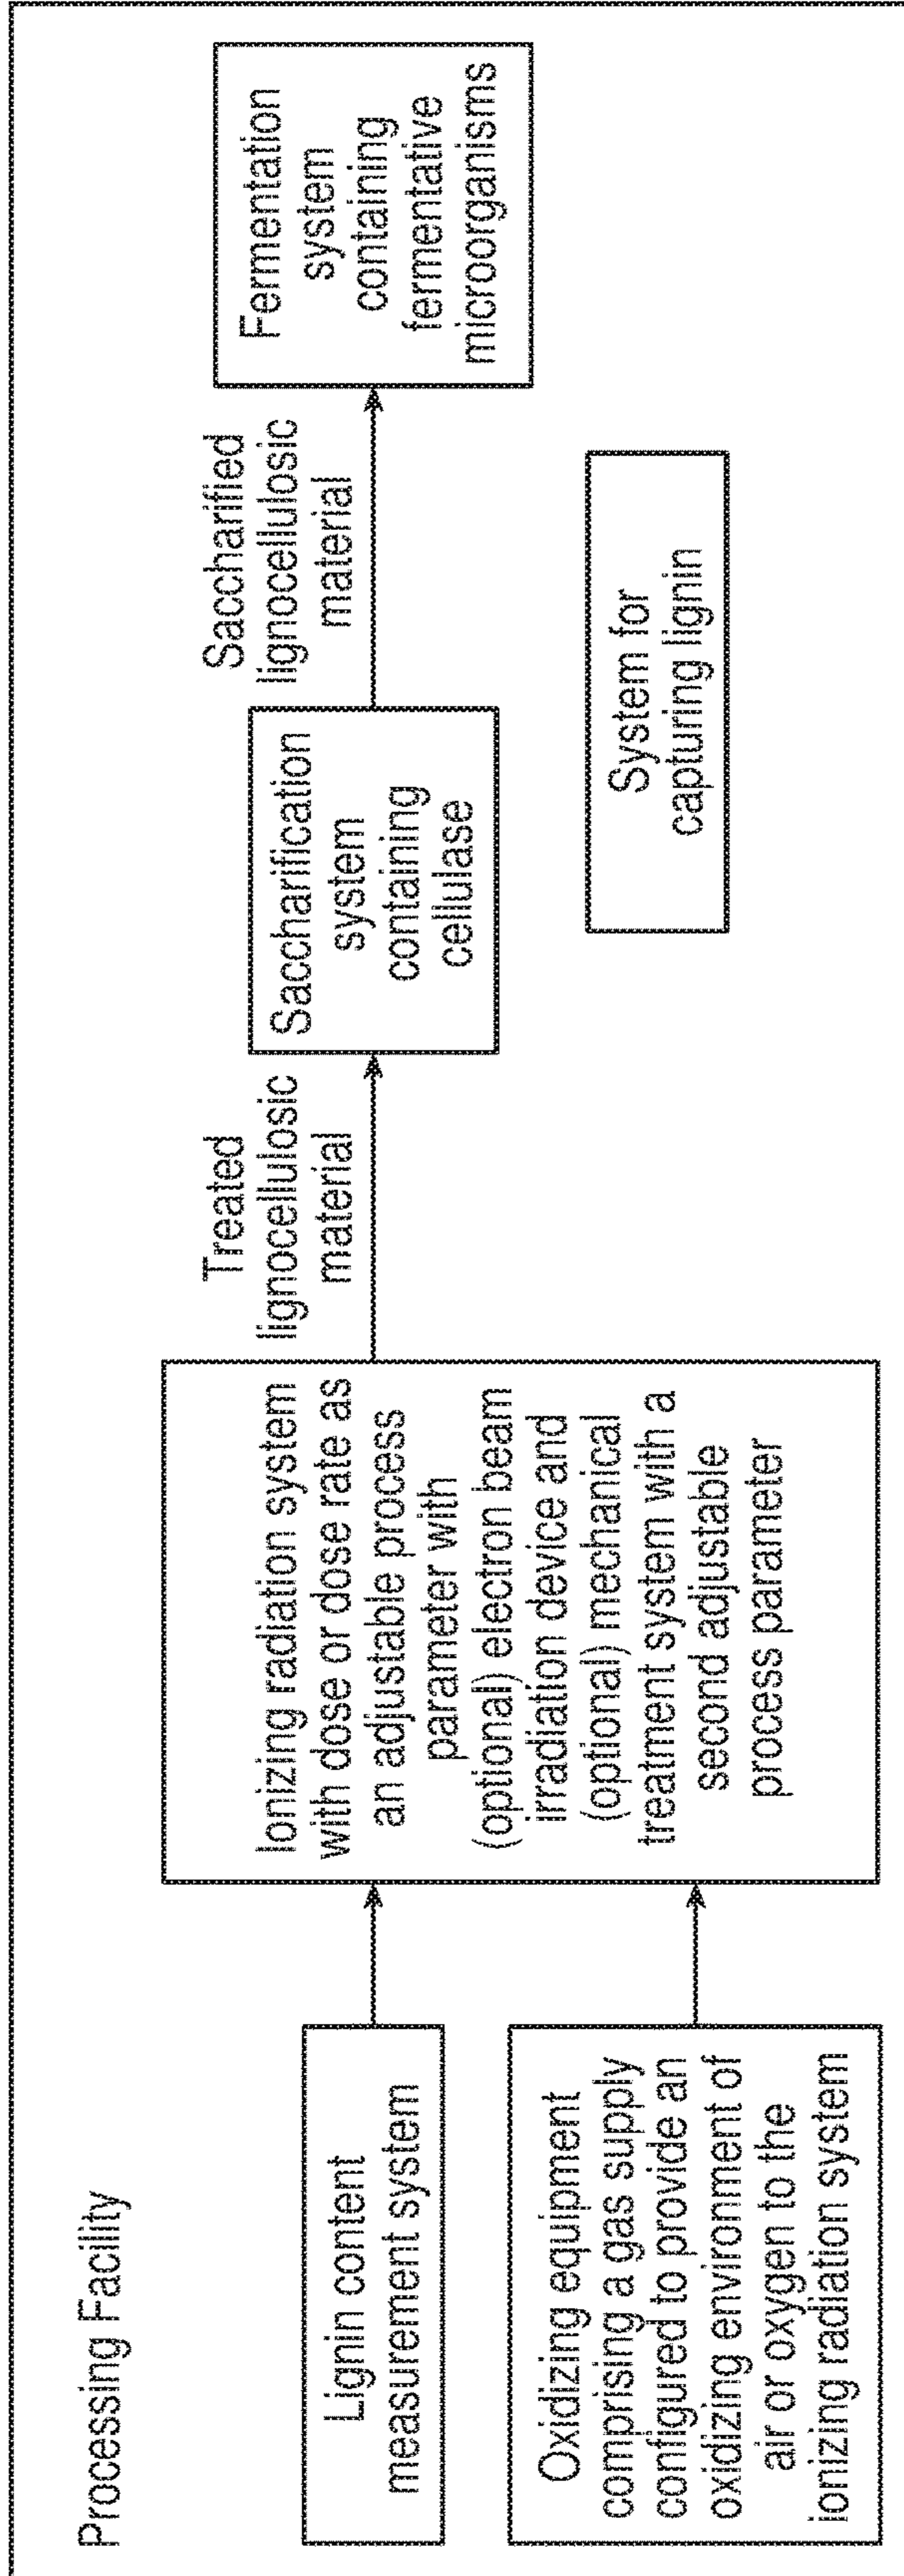 Processing Facility
Lignin content
measurement system
Oxidizing equipment
comprising a gas supply
configured to provide an
oxidizing environment of
air or oxygen to the
ionizing radiation system
Ionizing radiation system
with dose or dose rate as
an adjustable process
parameter with
(optional) electron beam
irradiation device and
(optional) mechanical
treatment system with a
second adjustable
process parameter
Treated
lignocellulosic
material
Saccharification
system
containing
cellulase
Saccharified
lignocellulosic
material
Fermentation
system
containing
fermentative
microorganisms
System for
capturing lignin